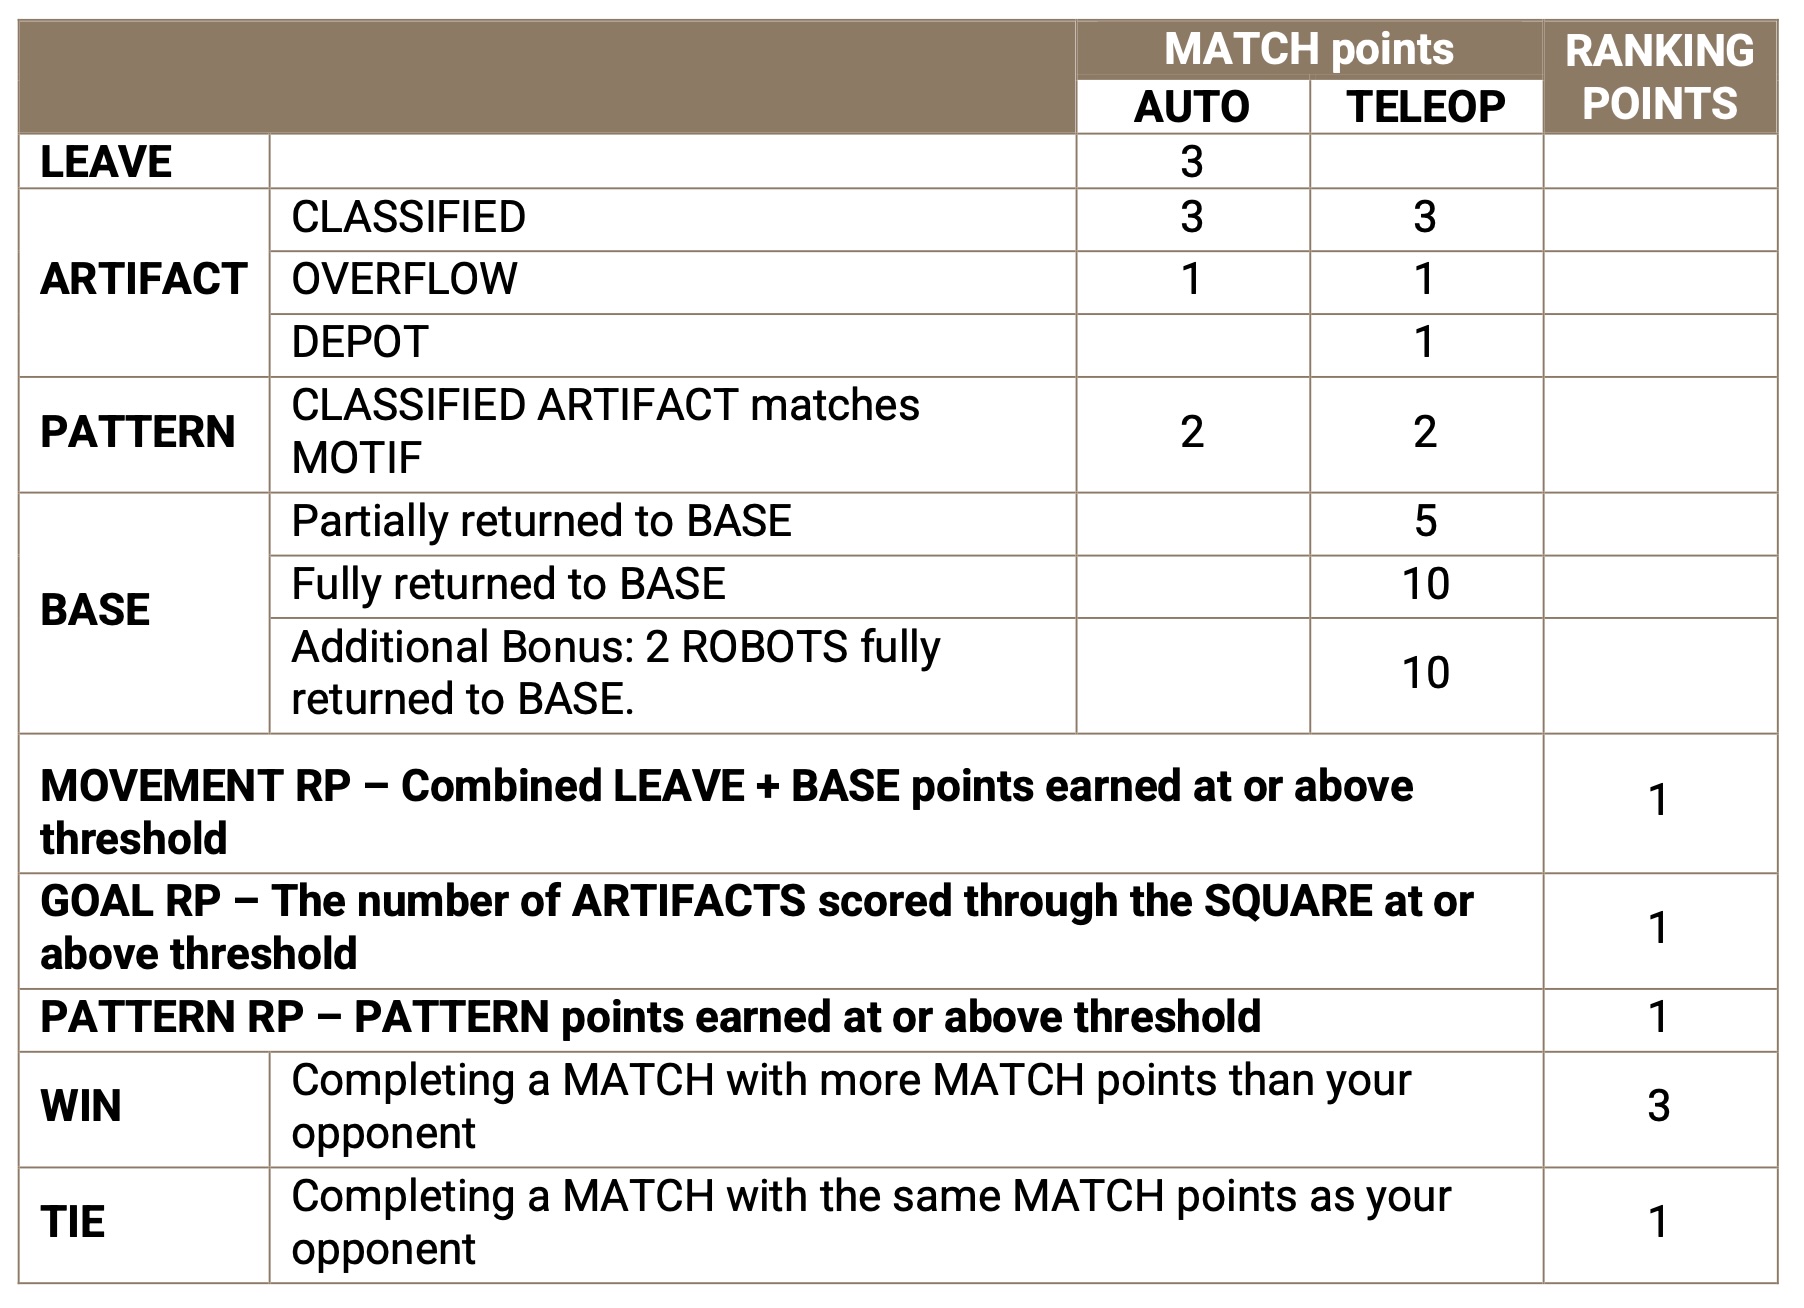 MATCH points
RANKING
POINTS
AUTO
TELEOP
LEAVE
3
ARTIFACT
CLASSIFIED
3
3
OVERFLOW
1
1
DEPOT
1
PATTERN
CLASSIFIED ARTIFACT matches
MOTIF
2
2
BASE
Partially returned to BASE
5
Fully returned to BASE
10
Additional Bonus: 2 ROBOTS fully
returned to BASE.
10
MOVEMENT RP – Combined LEAVE + BASE points earned at or above
threshold
1
GOAL RP – The number of ARTIFACTS scored through the SQUARE at or
above threshold
1
PATTERN RP – PATTERN points earned at or above threshold
1
WIN
Completing a MATCH with more MATCH points than your
opponent
3
TIE
Completing a MATCH with the same MATCH points as your
opponent
1